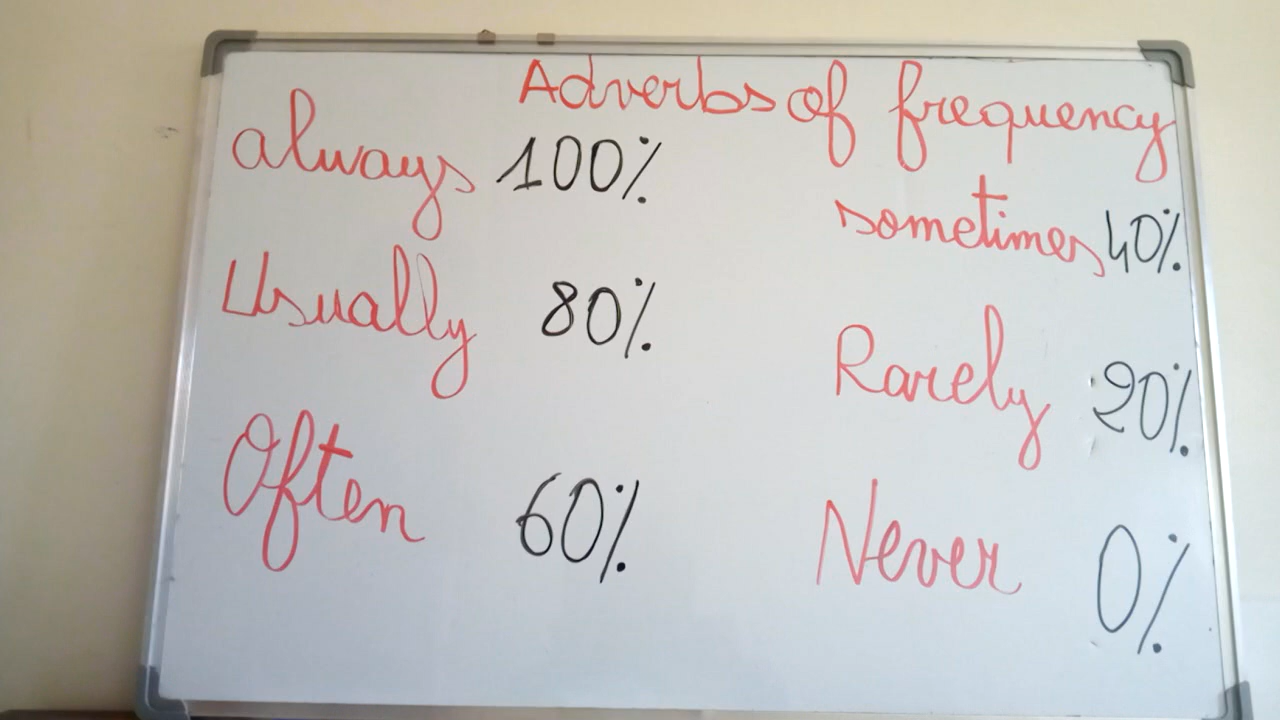 Adverbs of frequency
always 100%
Usually 80%
Often 60%
sometimes 40%
Rarely 20%
Never 0%